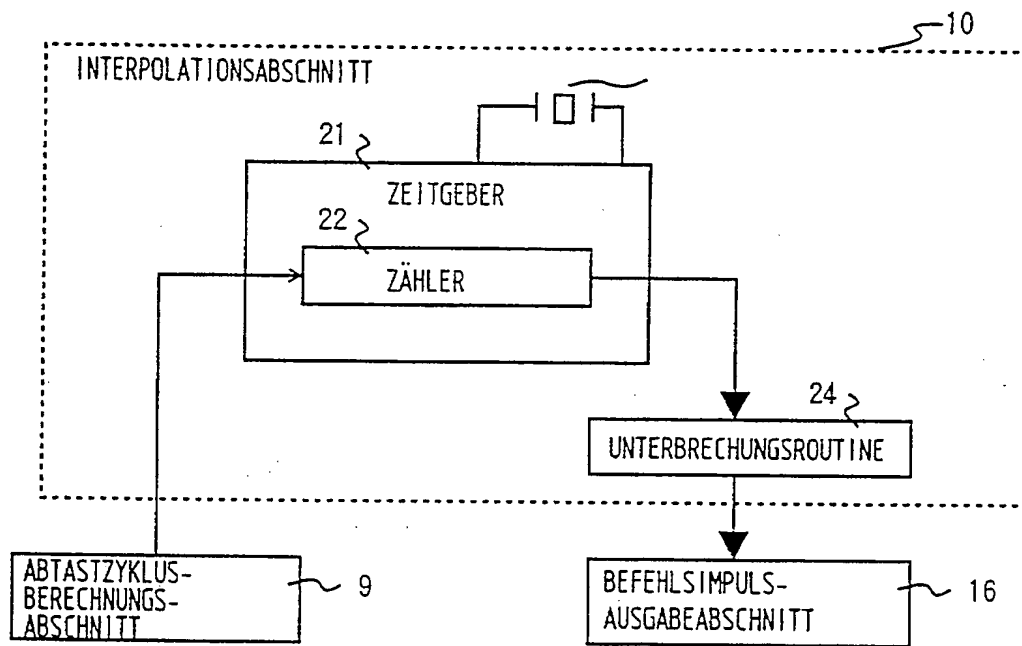 10
INTERPOLATIONSABSCHNITT
21
ZEITGEBER
22
ZÄHLER
24
UNTERBRECHUNGSROUTINE
ABTASTZYKLUS-
BERECHNUNGS-
ABSCHNITT
9
BEFEHLSIMPULS-
AUSGABEABSCHNITT
16